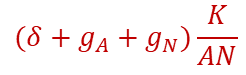 (δ + g_A + g_N) K/AN